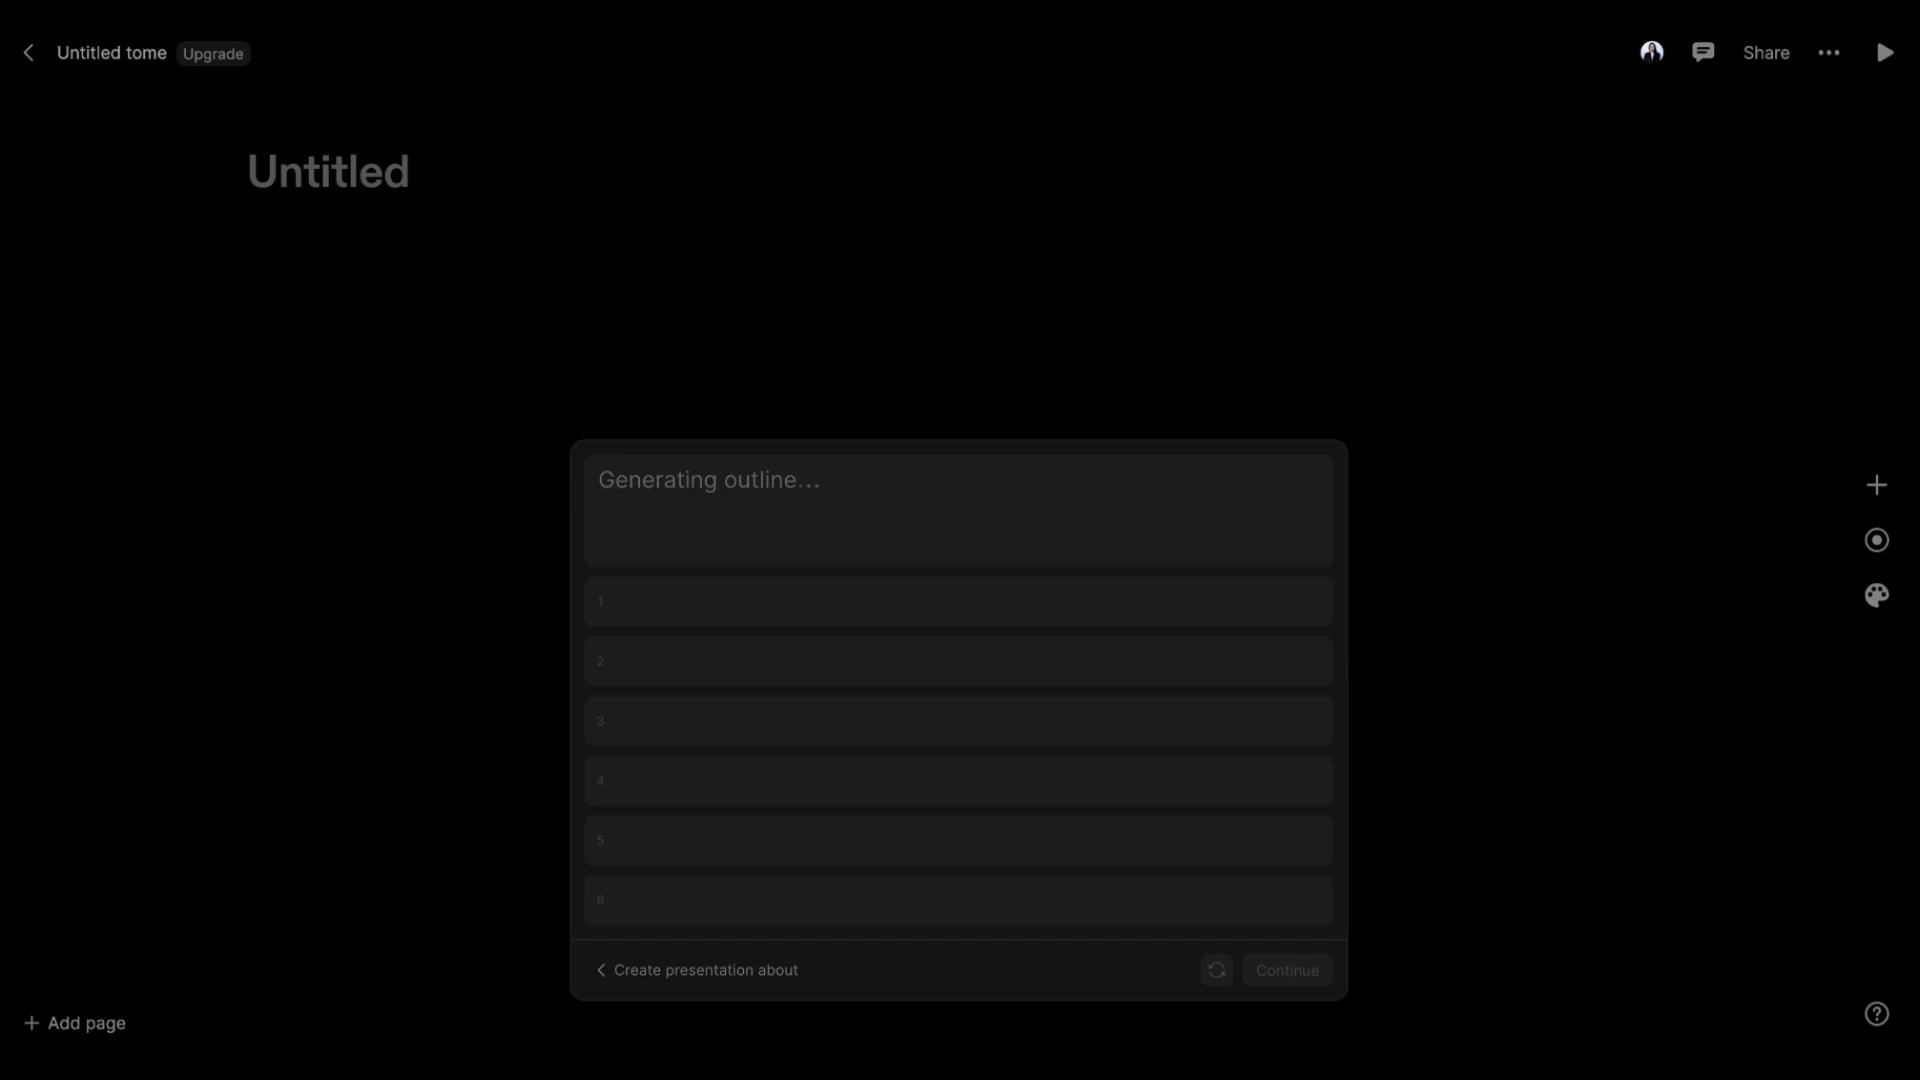 Untitled tome
Upgrade
Share
Untitled
Generating outline...
1
2
3
4
5
6
Create presentation about
Continue
Add page